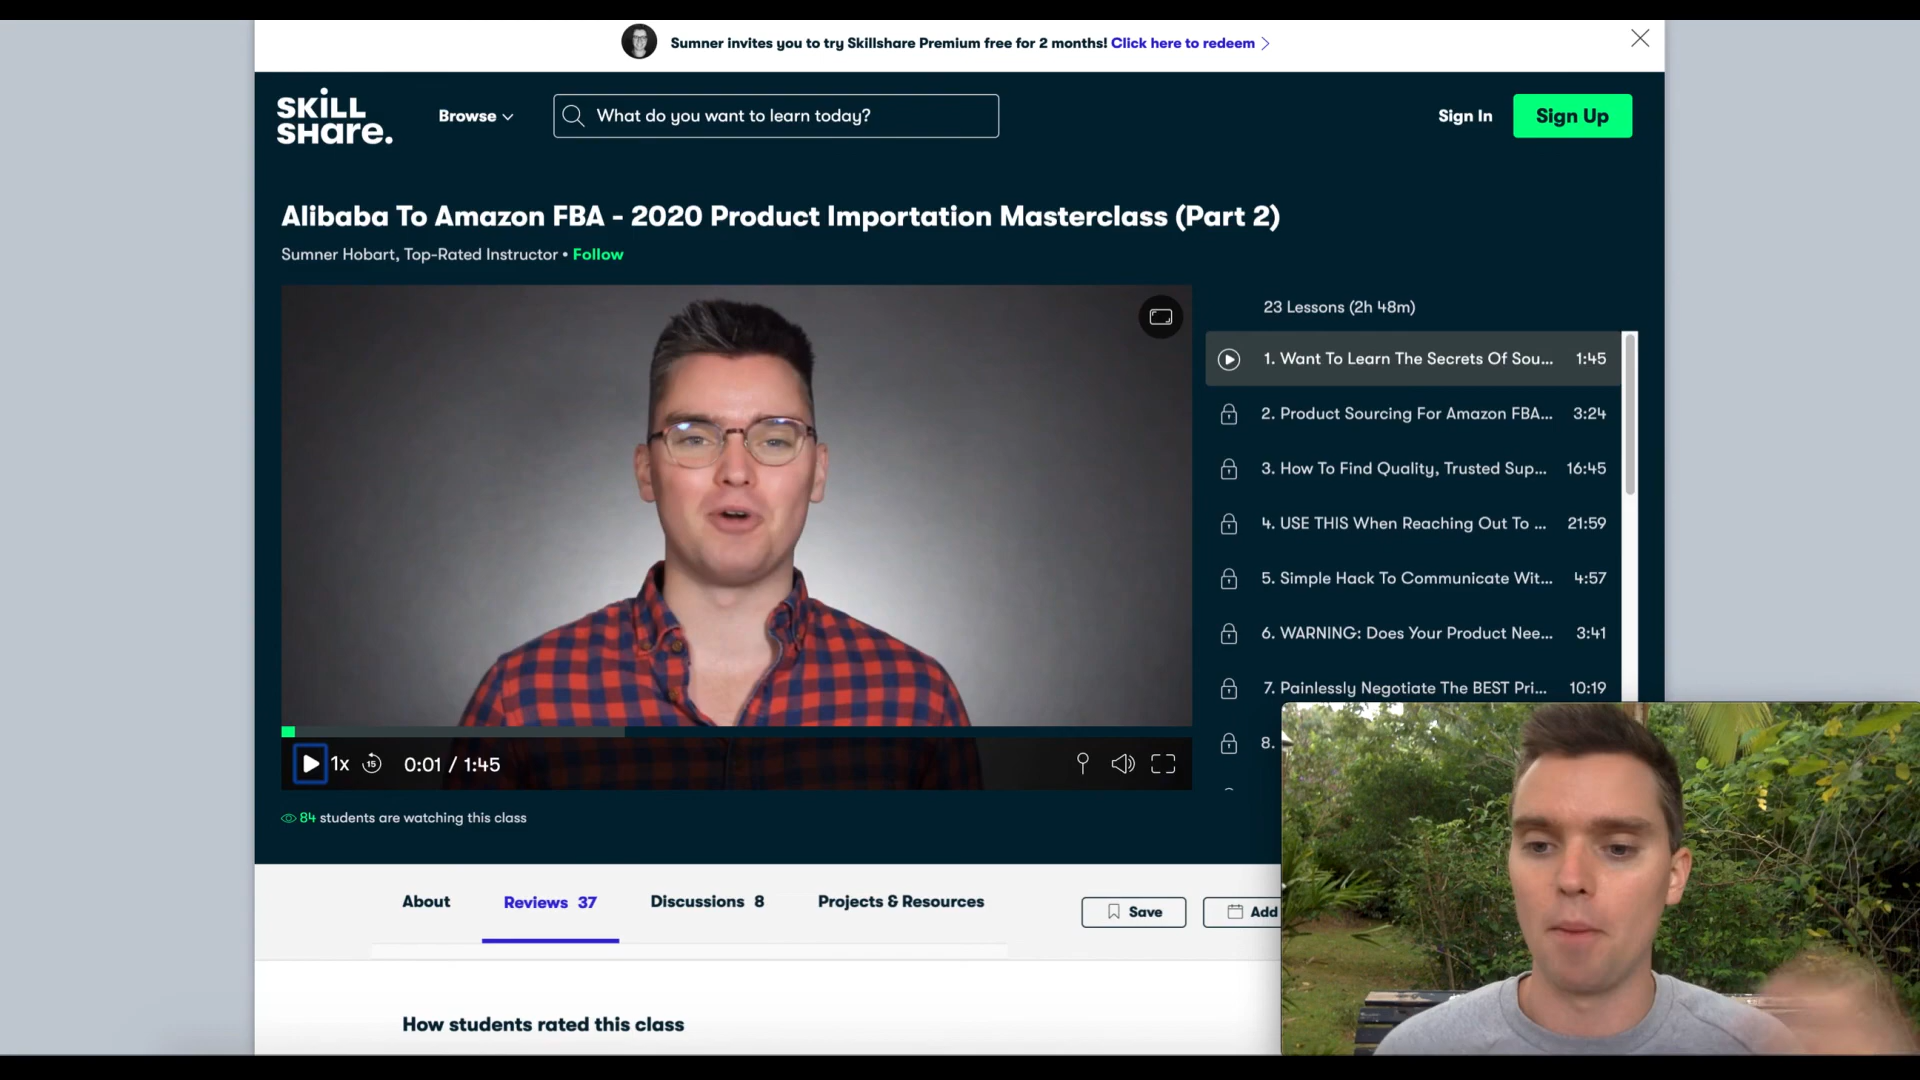 Sumner invites you to try Skillshare Premium free for 2 months! Click here to redeem
SKILL
SHare.
Browse
What do you want to learn today?
Sign In
Sign Up
Alibaba To Amazon FBA - 2020 Product Importation Masterclass (Part 2)
Sumner Hobart, Top-Rated Instructor • Follow
23 Lessons (2h 48m)
1. Want To Learn The Secrets Of Sou... 1:45
2. Product Sourcing For Amazon FBA... 3:24
3. How To Find Quality, Trusted Sup... 16:45
4. USE THIS When Reaching Out To ... 21:59
5. Simple Hack To Communicate Wit... 4:57
6. WARNING: Does Your Product Nee... 3:41
7. Painlessly Negotiate The BEST Pri... 10:19
8.
1x 15 0:01 / 1:45
84 students are watching this class
About
Reviews 37
Discussions 8
Projects & Resources
Save
Add
How students rated this class